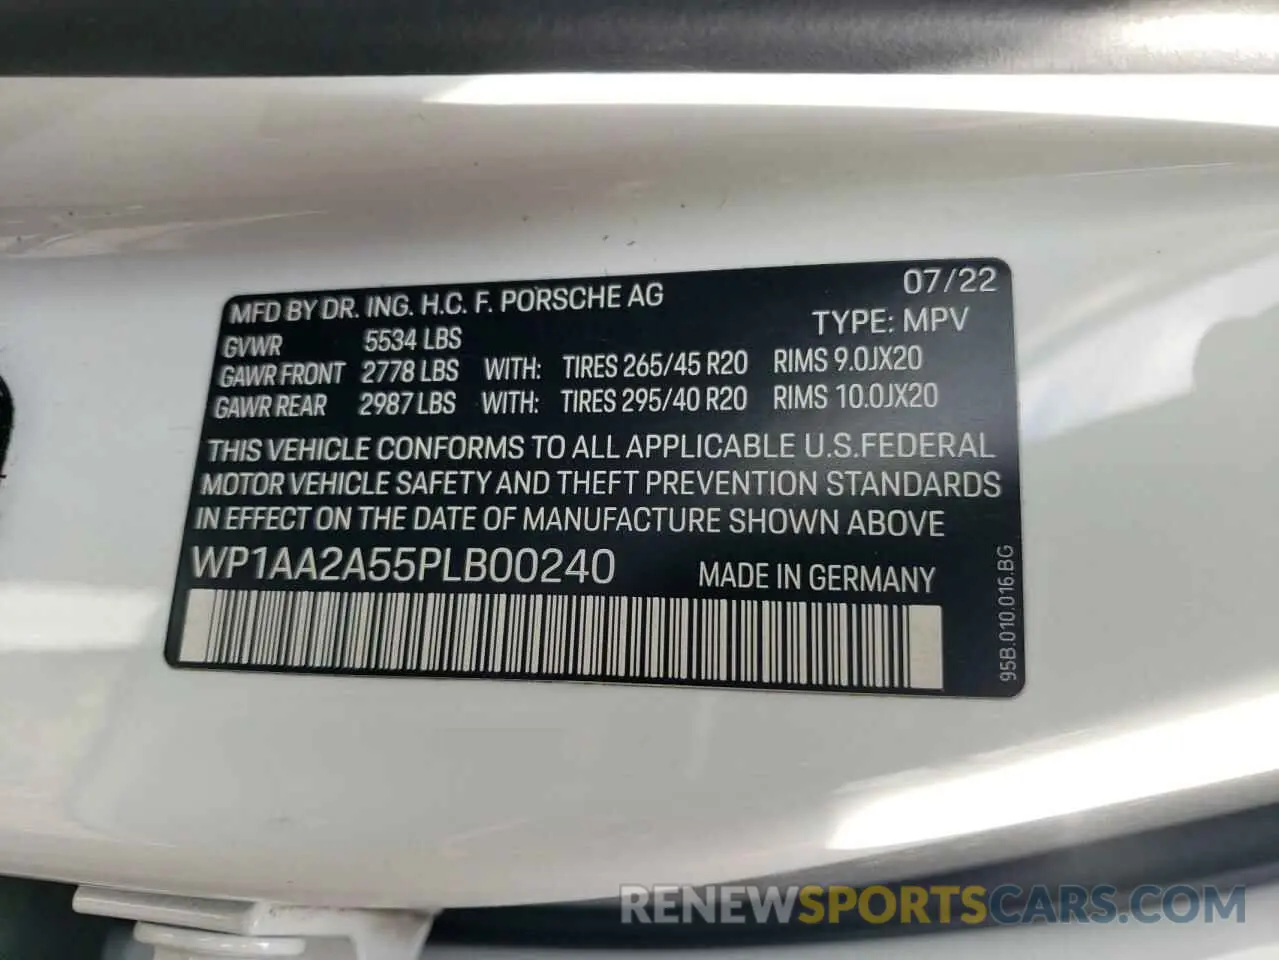 MFD BY DR. ING. H.C. F. PORSCHE AG 07/22
TYPE: MPV
GVWR 5534 LBS
GAWR FRONT 2778 LBS WITH: TIRES 265/45 R20 RIMS 9.0JX20
GAWR REAR 2987 LBS WITH: TIRES 295/40 R20 RIMS 10.0JX20
THIS VEHICLE CONFORMS TO ALL APPLICABLE U.S.FEDERAL
MOTOR VEHICLE SAFETY AND THEFT PREVENTION STANDARDS
IN EFFECT ON THE DATE OF MANUFACTURE SHOWN ABOVE
WP1AA2A55PLB00240 MADE IN GERMANY
95B.010.016.BG
RENEWSPORTSCARS.COM